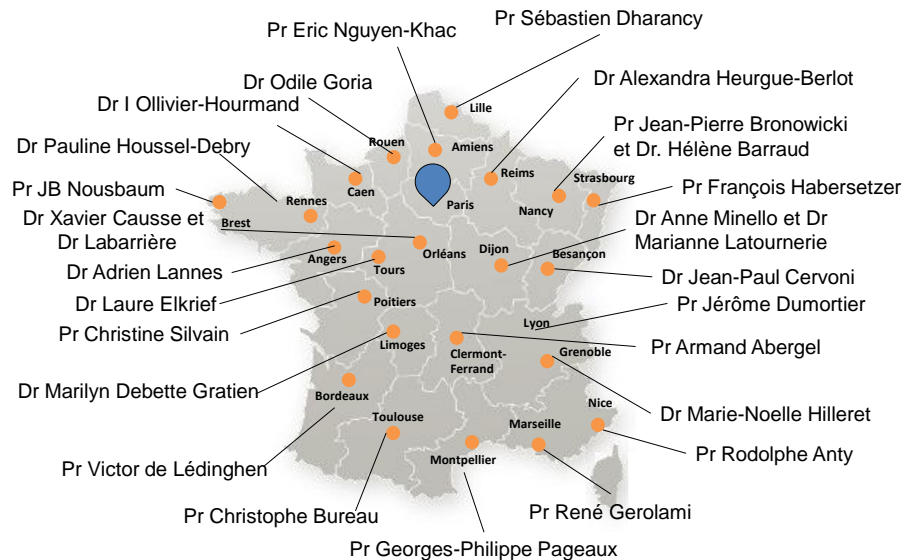 Pr Sébastien Dharancy
Pr Eric Nguyen-Khac
Dr Odile Goria
Dr Alexandra Heurgue-Berlot
Dr I Ollivier-Hourmand
Lille
Pr Jean-Pierre Bronowicki
et Dr. Hélène Barraud
Dr Pauline Houssel-Debry
Rouen
Amiens
Reims
Strasbourg
Pr JB Nousbaum
Caen
Pr François Habersetzer
Rennes
Paris
Nancy
Dr Xavier Causse et
Dr Labarrière
Brest
Dr Anne Minello et Dr
Marianne Latournerie
Orléans
Dijon
Besançon
Angers
Tours
Dr Adrien Lannes
Dr Jean-Paul Cervoni
Dr Laure Elkrief
Poitiers
Pr Jérôme Dumortier
Pr Christine Silvain
Lyon
Limoges
Clermont-
Ferrand
Grenoble
Pr Armand Abergel
Dr Marilyn Debette Gratien
Bordeaux
Nice
Dr Marie-Noelle Hilleret
Toulouse
Marseille
Pr Rodolphe Anty
Montpellier
Pr Victor de Lédinghen
Pr Christophe Bureau
Pr René Gerolami
Pr Georges-Philippe Pageaux